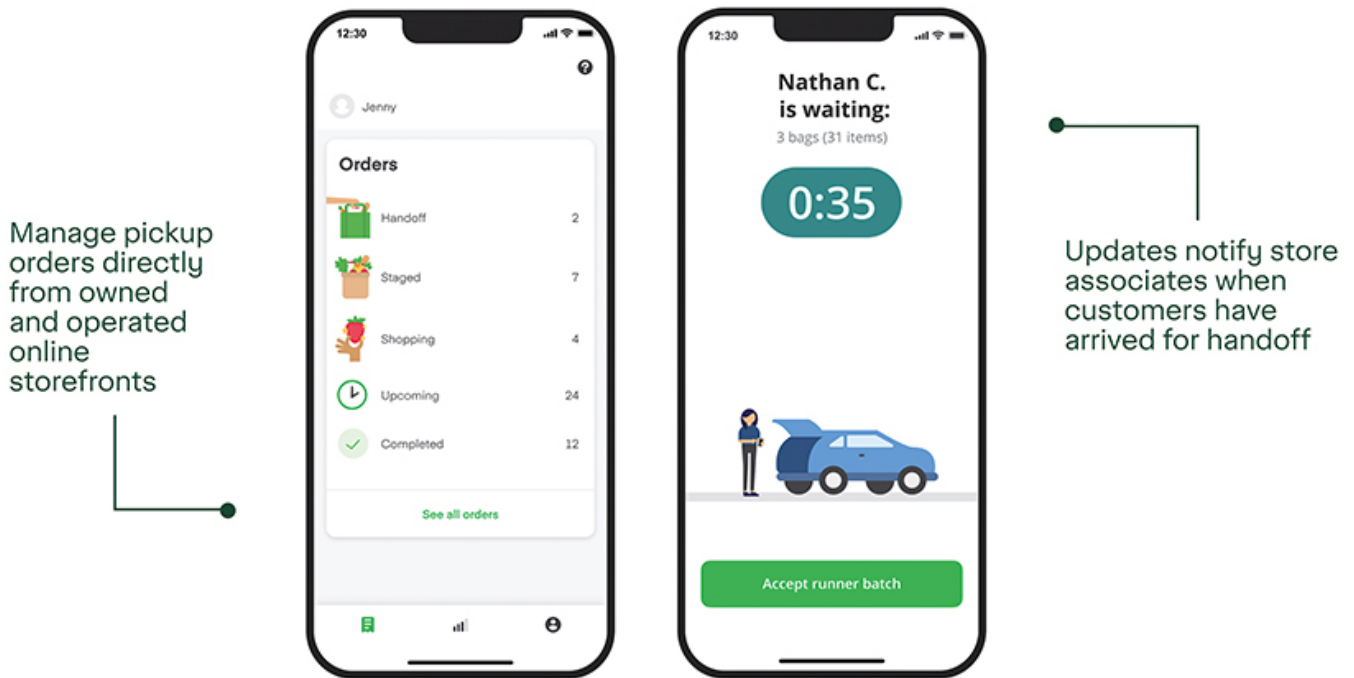 Manage pickup
orders directly
from owned
and operated
online
storefronts
12:30
Jenny
Orders
Handoff 2
Staged 7
Shopping 4
Upcoming 24
Completed 12
See all orders
12:30
Nathan C.
is waiting:
3 bags (31 items)
0:35
Accept runner batch
Updates notify store
associates when
customers have
arrived for handoff